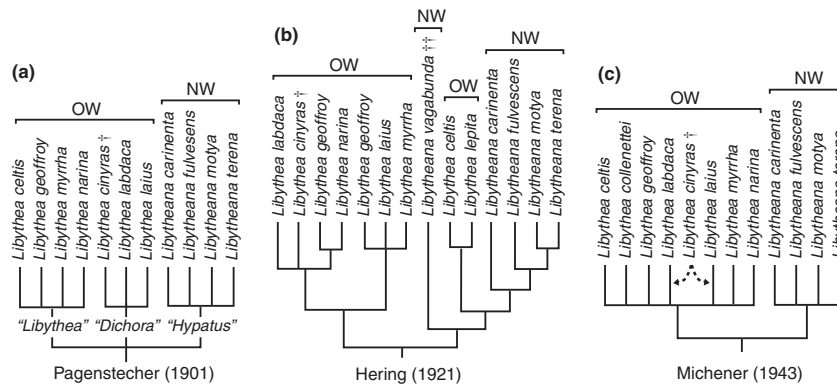 (a)
OW
NW
Libythea celtis
Libythea geoffroy
Libythea myrrha
Libythea narina
Libythea cinyras †
Libythea labdaca
Libythea laius
Libytheana carinenta
Libytheana fulvescens
Libytheana motya
Libytheana terena
“Libythea” “Dichora” “Hypatus”
Pagenstecher (1901)
(b)
OW
NW
OW
NW
Libythea labdaca
Libythea cinyras †
Libythea geoffroy
Libythea narina
Libythea geoffroy
Libythea laius
Libythea myrrha
Libytheana vagabunda ††
Libythea celtis
Libythea lepita
Libytheana carinenta
Libytheana fulvescens
Libytheana motya
Libytheana terena
Hering (1921)
(c)
OW
NW
Libythea celtis
Libythea collenettei
Libythea geoffroy
Libythea labdaca
Libythea cinyras †
Libythea laius
Libythea myrrha
Libythea narina
Libytheana carinenta
Libytheana fulvescens
Libytheana motya
Michener (1943)